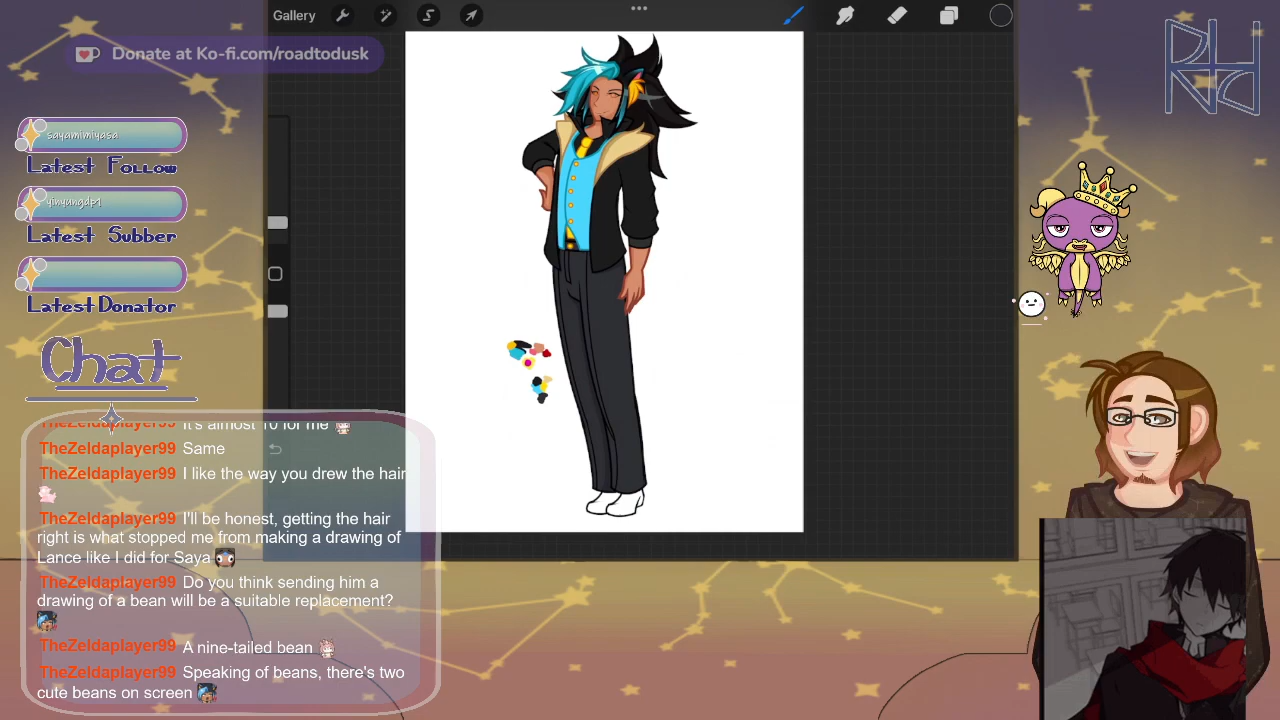 Gallery
Donate at Ko-fi.com/roadtodusk
sayamimiyasa
Latest Follow
yinyungdp1
Latest Subber
Latest Donator
Chat
It's almost 10 for me
TheZeldaplayer99 Same
TheZeldaplayer99 I like the way you drew the hair
TheZeldaplayer99 I'll be honest, getting the hair
right is what stopped me from making a drawing of
Lance like I did for Saya
TheZeldaplayer99 Do you think sending him a
drawing of a bean will be a suitable replacement?
TheZeldaplayer99 A nine-tailed bean
TheZeldaplayer99 Speaking of beans, there's two
cute beans on screen